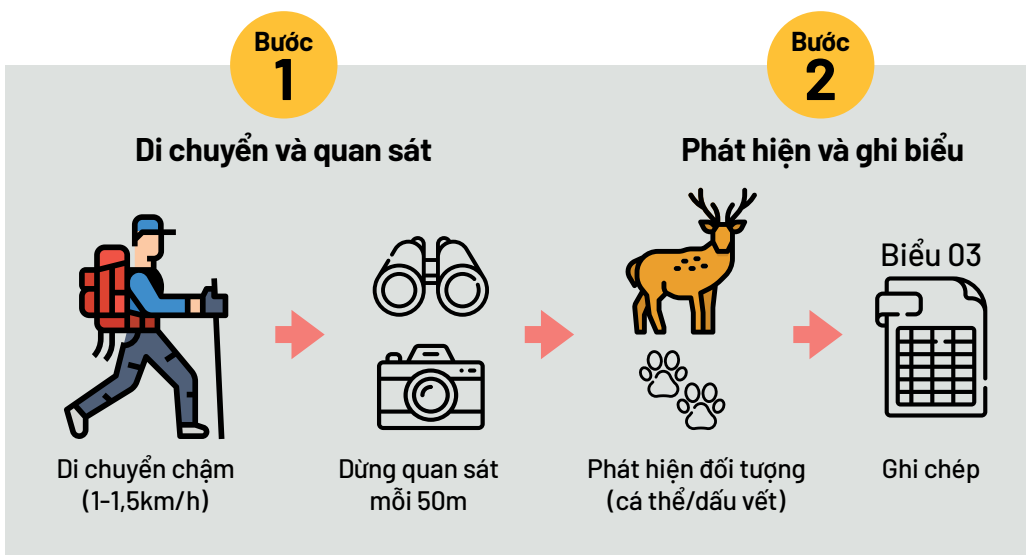 Bước
1
Bước
2
Di chuyển và quan sát
Phát hiện và ghi biểu
Biểu 03
Di chuyển chậm
(1-1,5km/h)
Dừng quan sát
mỗi 50m
Phát hiện đối tượng
(cá thể/dấu vết)
Ghi chép